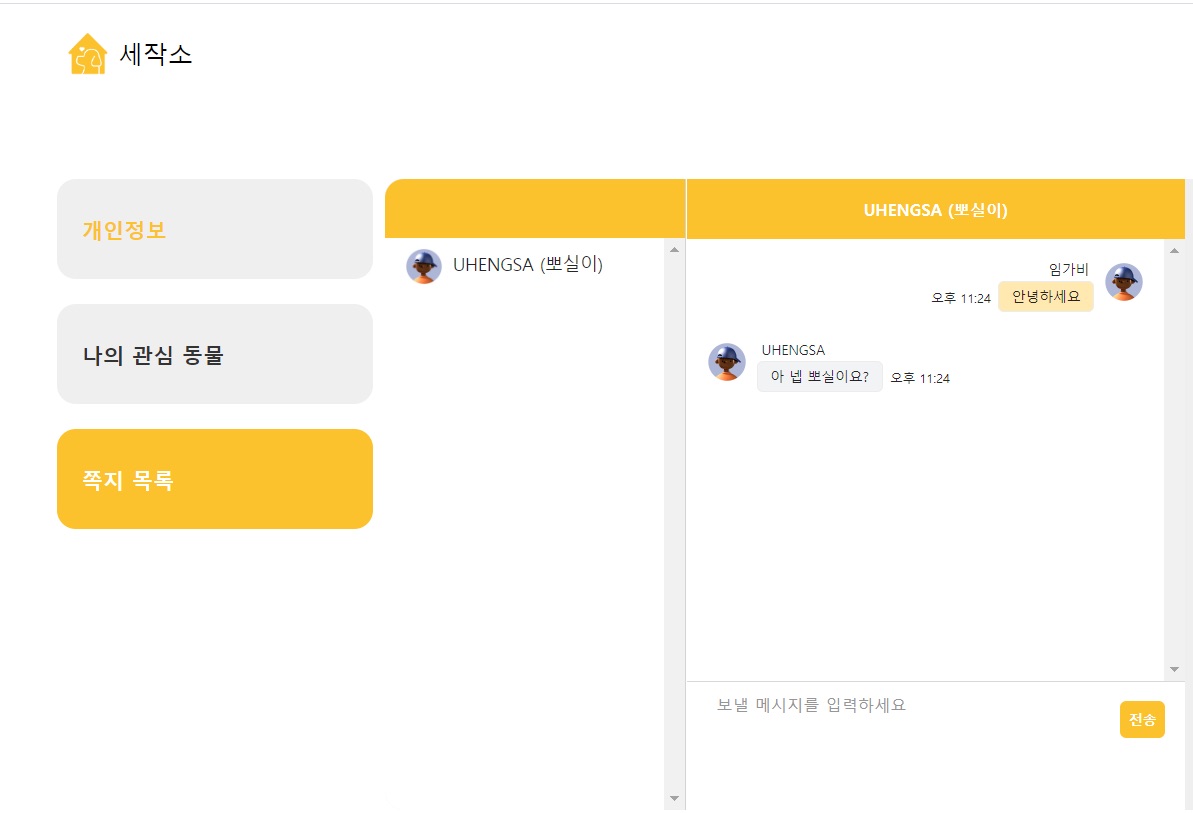 세작소
개인정보
나의 관심 동물
쪽지 목록
UHENGSA (뽀실이)
UHENGSA (뽀실이)
임가비
오후 11:24 안녕하세요
UHENGSA
아 넵 뽀실이요? 오후 11:24
보낼 메시지를 입력하세요
전송